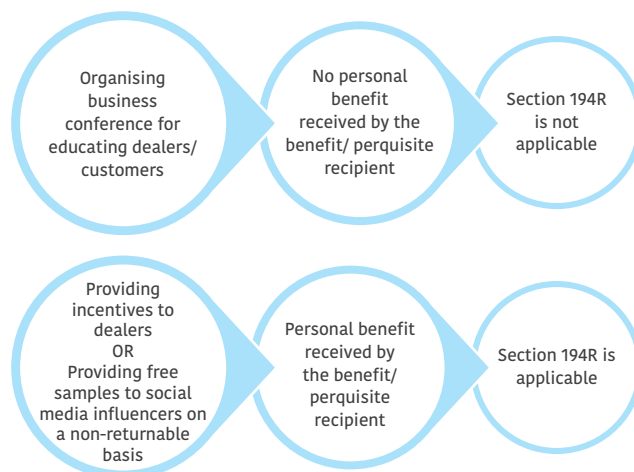 Organising
business
conference for
educating dealers/
customers
No personal
benefit
received by the
benefit/ perquisite
recipient
Section 194R
is not
applicable
Providing
incentives to
dealers
OR
Providing free
samples to social
media influencers on
a non-returnable
basis
Personal benefit
received by
the benefit/
perquisite
recipient
Section 194R is
applicable